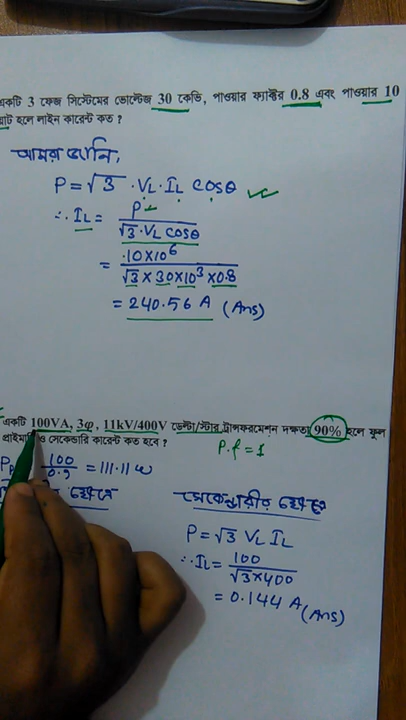 একটি 3 ফেজ সিস্টেমের ভোল্টেজ 30 কেভি, পাওয়ার ফ্যাক্টর 0.8 এবং পাওয়ার 10
য়াট হলে লাইন কারেন্ট কত ?
আমরা জানি,
P = √3 . VL . IL cosθ
∴ IL = P / √3 . VL cosθ
= 10×10⁶ / √3 × 30×10³ × 0.8
= 240.56 A (Ans)
একটি 100VA, 3φ, 11kV/400V ডেল্টা/স্টার ট্রান্সফরমেশন দক্ষতা 90% হলে ফুল
ও সেকেন্ডারি কারেন্ট কত হবে ?
P.f = 1
100 / 0.9 = 111.11 w
ক্ষেত্রে
সেকেন্ডারীর ক্ষেত্রে
P = √3 VL IL
∴ IL = 100 / √3×400
= 0.144 A (Ans)